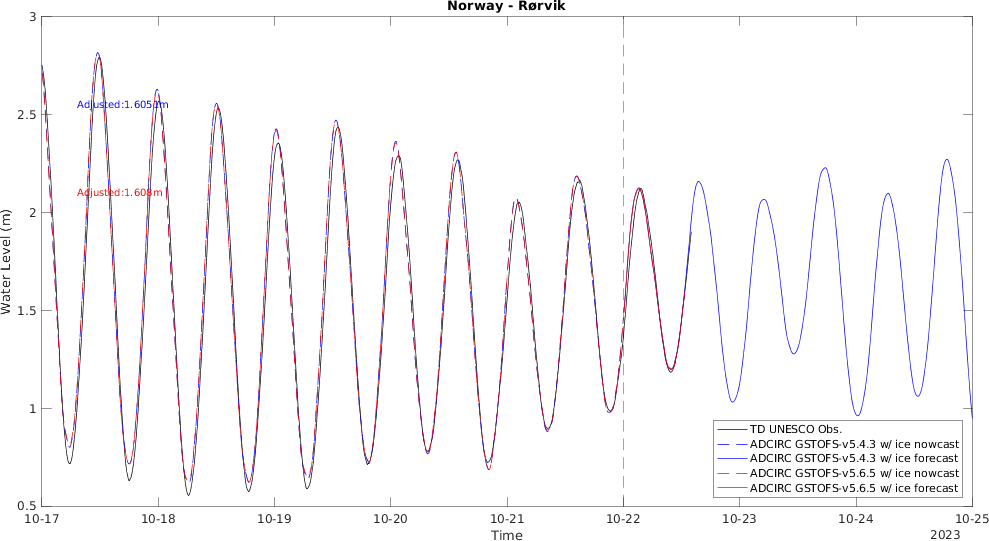 Norway - Rørvik
3
2.5
2
1.5
1
0.5
Water Level (m)
Adjusted:1.6050m
Adjusted:1.608m
TD UNESCO Obs.
ADCIRC GSTOFS-v5.4.3 w/ ice nowcast
ADCIRC GSTOFS-v5.4.3 w/ ice forecast
ADCIRC GSTOFS-v5.6.5 w/ ice nowcast
ADCIRC GSTOFS-v5.6.5 w/ ice forecast
10-17 10-18 10-19 10-20 10-21 10-22 10-23 10-24 10-25
Time
2023